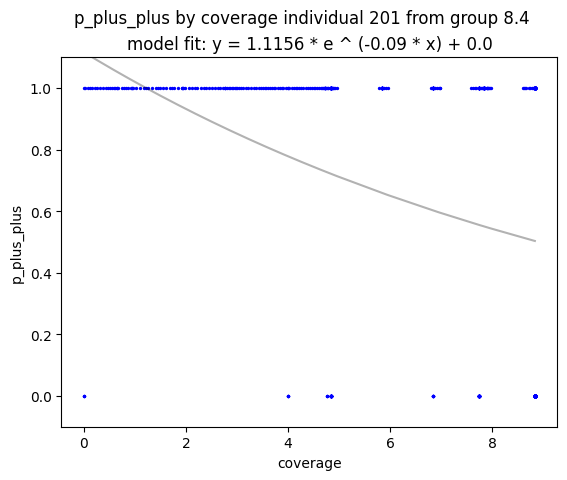 p_plus_plus by coverage individual 201 from group 8.4
model fit: y = 1.1156 * e ^ (-0.09 * x) + 0.0
1.0
0.8
0.6
0.4
0.2
0.0
p_plus_plus
0 2 4 6 8
coverage